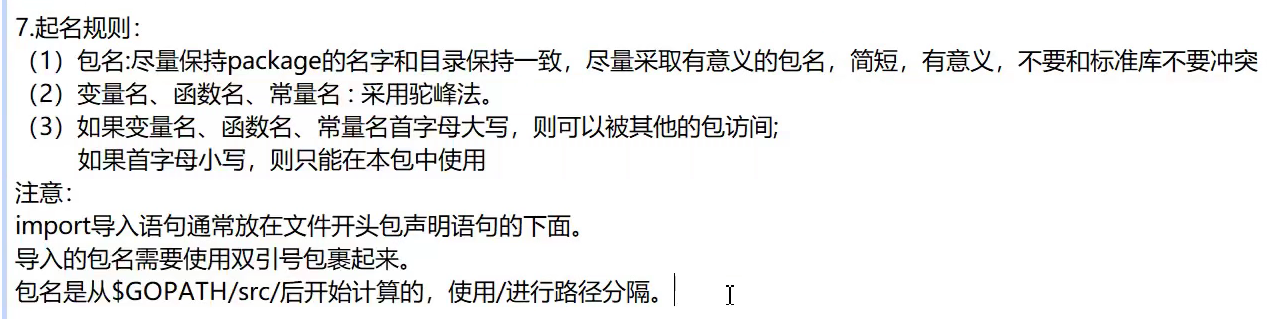 7.起名规则：
（1）包名:尽量保持package的名字和目录保持一致，尽量采取有意义的包名，简短，有意义，不要和标准库不要冲突
（2）变量名、函数名、常量名 : 采用驼峰法。
（3）如果变量名、函数名、常量名首字母大写，则可以被其他的包访问;
如果首字母小写，则只能在本包中使用
注意：
import导入语句通常放在文件开头包声明语句的下面。
导入的包名需要使用双引号包裹起来。
包名是从$GOPATH/src/后开始计算的，使用/进行路径分隔。